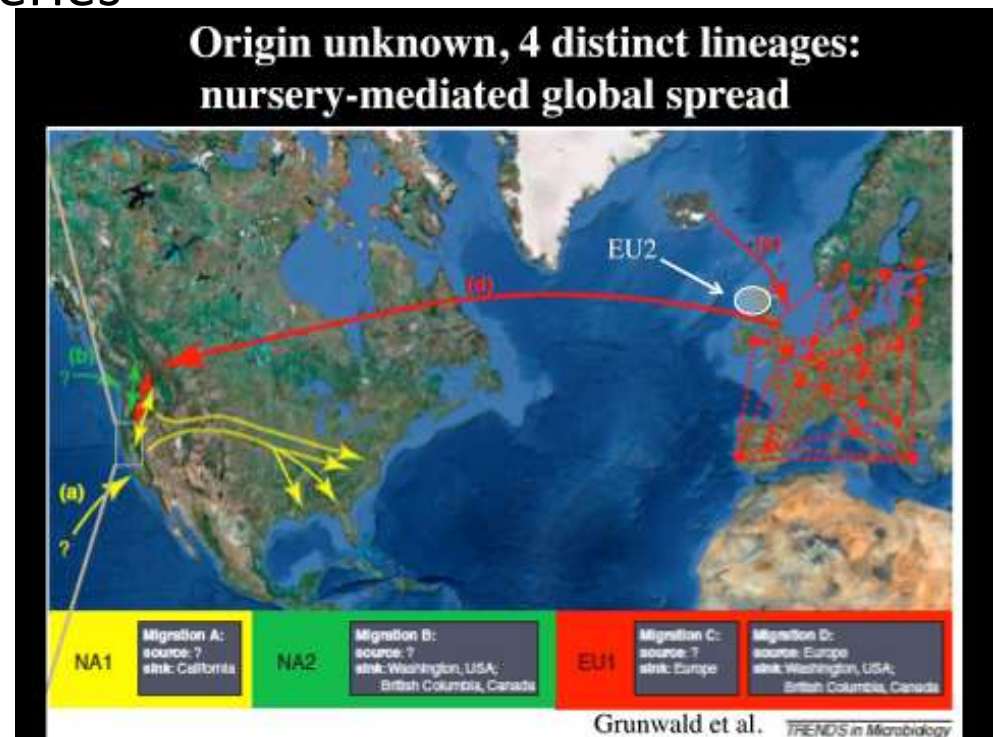 Origin unknown, 4 distinct lineages:
nursery-mediated global spread
EU2
(d)
(b)
?
(a)
?
NA1
Migration A:
source: ?
sink: California
NA2
Migration B:
source: ?
sink: Washington, USA;
British Columbia, Canada
EU1
Migration C:
source: ?
sink: Europe
Migration D:
source: Europe
sink: Washington, USA;
British Columbia, Canada
Grunwald et al.
TRENDS in Microbiology